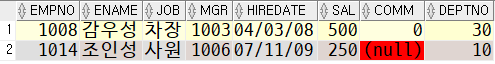 EMPNO ENAME JOB MGR HIREDATE SAL COMM DEPTNO
1 1008 감우성 차장 1003 04/03/08 500 0 30
2 1014 조인성 사원 1006 07/11/09 250 (null) 10